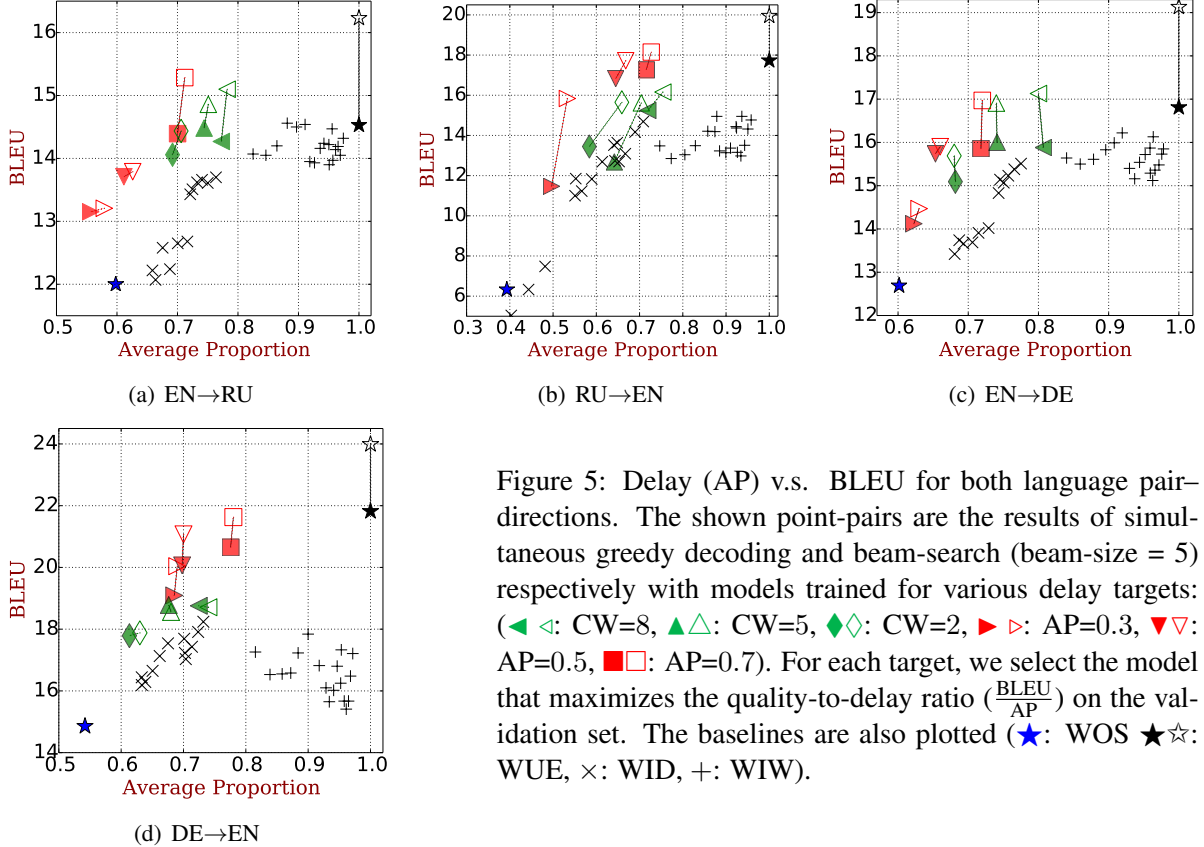 16
15
14
13
12
BLEU
0.5 0.6 0.7 0.8 0.9 1.0
Average Proportion
(a) EN→RU
20
18
16
14
12
10
8
6
BLEU
0.3 0.4 0.5 0.6 0.7 0.8 0.9 1.0
Average Proportion
(b) RU→EN
19
18
17
16
15
14
13
12
BLEU
0.6 0.7 0.8 0.9 1.0
Average Proportion
(c) EN→DE
24
22
20
18
16
14
BLEU
0.5 0.6 0.7 0.8 0.9 1.0
Average Proportion
(d) DE→EN
Figure 5: Delay (AP) v.s. BLEU for both language pair–
directions. The shown point-pairs are the results of simul-
taneous greedy decoding and beam-search (beam-size = 5)
respectively with models trained for various delay targets:
(◀ ◁: CW=8, ▲△: CW=5, ♦◊: CW=2, ▶ ▷: AP=0.3, ▼▽:
AP=0.5, ■□: AP=0.7). For each target, we select the model
that maximizes the quality-to-delay ratio (BLEU/AP) on the val-
idation set. The baselines are also plotted (★: WOS ★☆:
WUE, ×: WID, +: WIW).